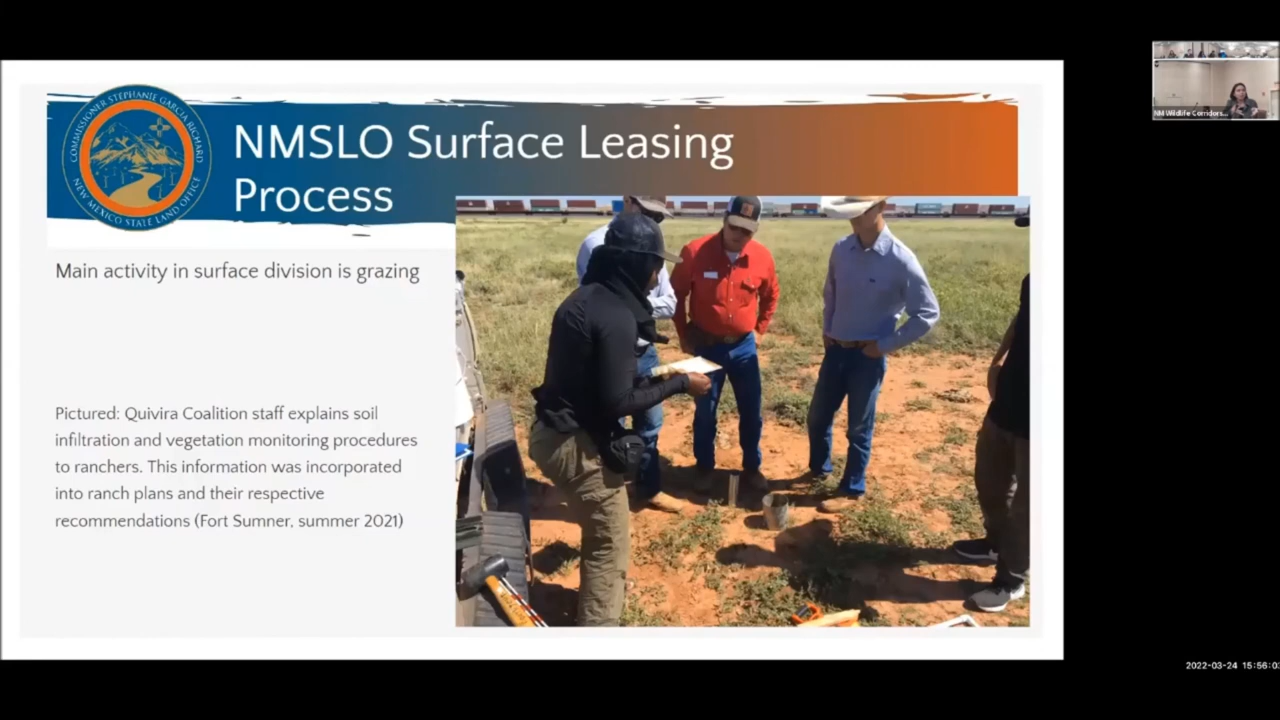 COMMISSIONER STEPHANIE GARCIA RICHARD
NEW MEXICO STATE LAND OFFICE
NMSLO Surface Leasing
Process
Main activity in surface division is grazing
Pictured: Quivira Coalition staff explains soil
infiltration and vegetation monitoring procedures
to ranchers. This information was incorporated
into ranch plans and their respective
recommendations (Fort Sumner, summer 2021)
NM Wildlife Corridors...
2022-03-24 15:56:0